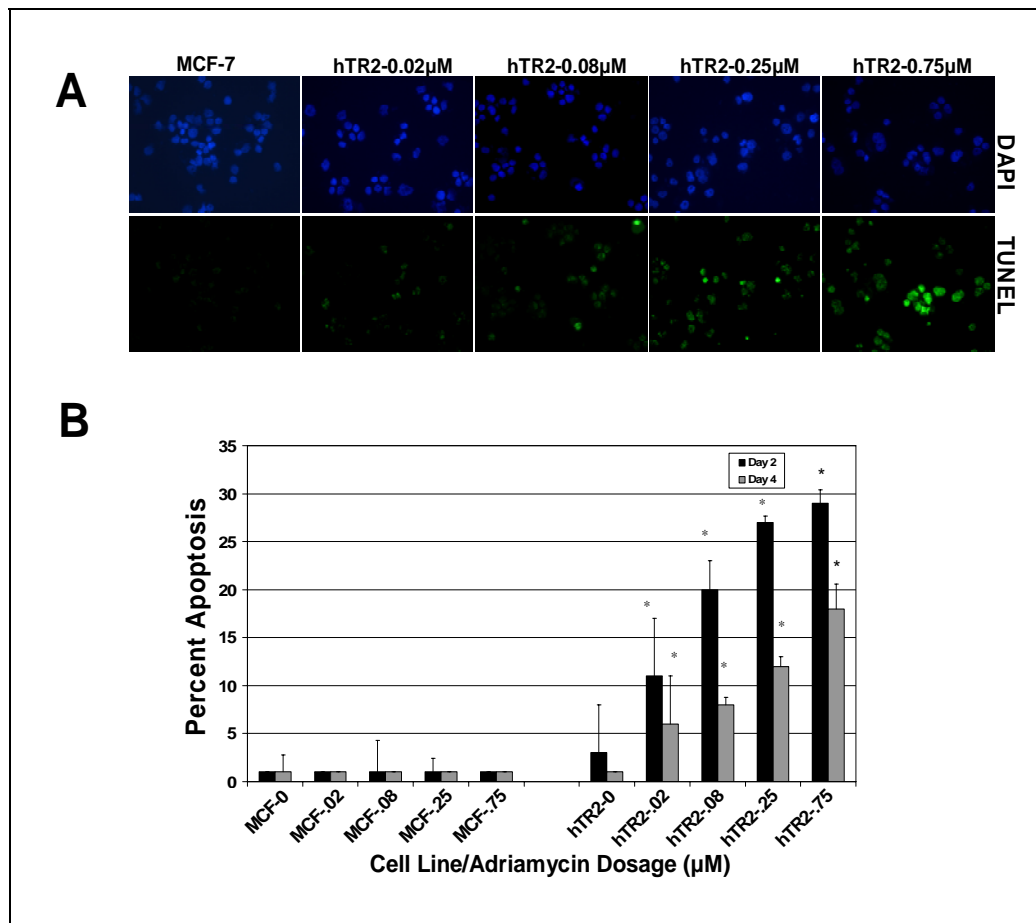 A
MCF-7 hTR2-0.02µM hTR2-0.08µM hTR2-0.25µM hTR2-0.75µM
DAPI
TUNEL
B
35
30
25
20
15
10
5
0
Percent Apoptosis
Day 2
Day 4
* * * * * * * *
MCF-0 MCF-.02 MCF-.08 MCF-.25 MCF-.75 hTR2-0 hTR2-.02 hTR2-.08 hTR2-.25 hTR2-.75
Cell Line/Adriamycin Dosage (µM)